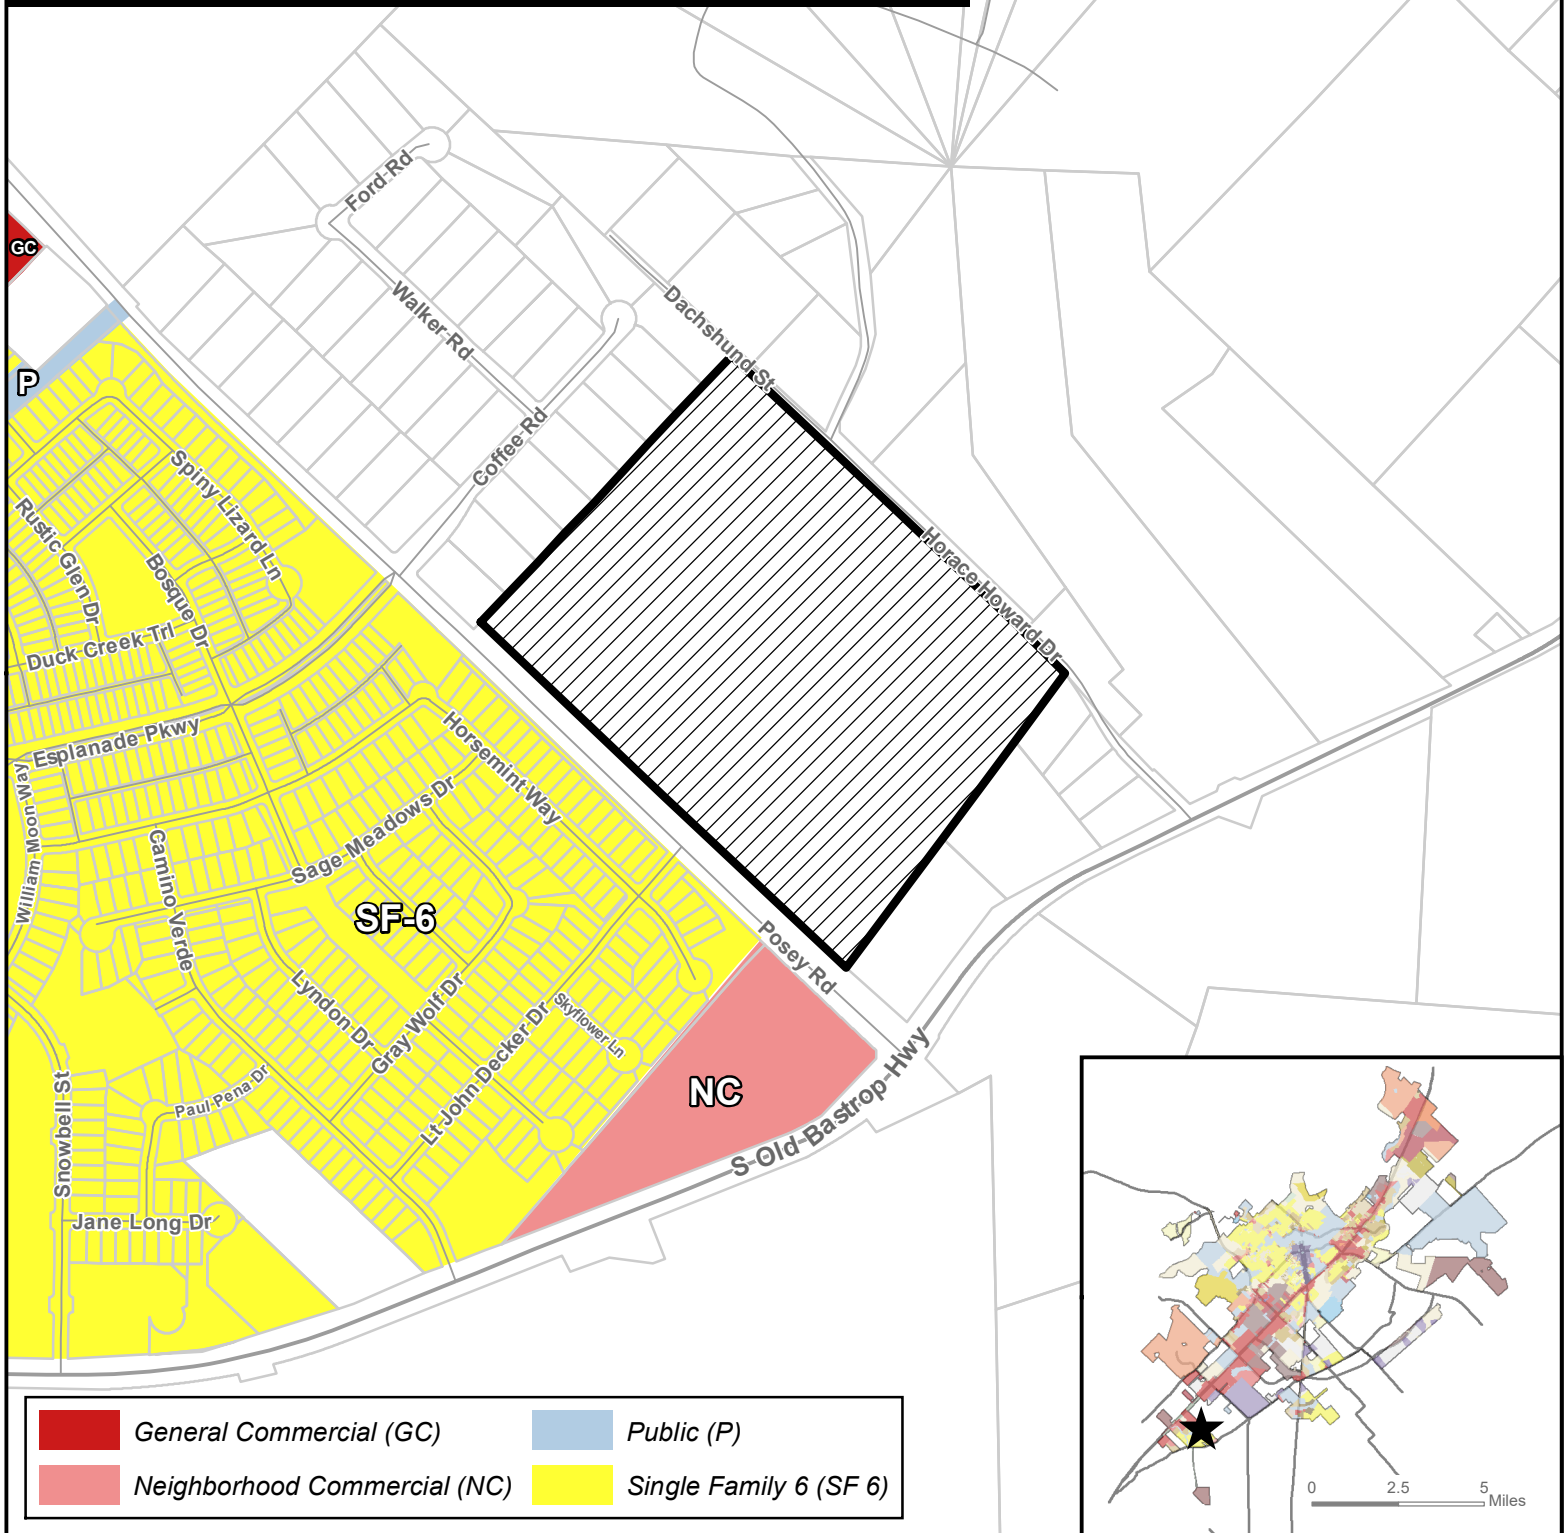 Ford Rd
GC
Walker Rd
Dachshund St
P
Coffee Rd
Spiny Lizard Ln
Rustic Glen Dr
Bosque Dr
Horace Howard Dr
Duck Creek Trl
Esplanade Pkwy
Horsemint Way
William Moon Way
Sage Meadows Dr
Camino Verde
SF-6
Posey Rd
Lyndon Dr
Gray Wolf Dr
Skyflower Ln
Lt John Decker Dr
NC
S Old Bastrop Hwy
Snowbell St
Paul Pena Dr
Jane Long Dr
General Commercial (GC)
Public (P)
Neighborhood Commercial (NC)
Single Family 6 (SF 6)
0 2.5 5
Miles